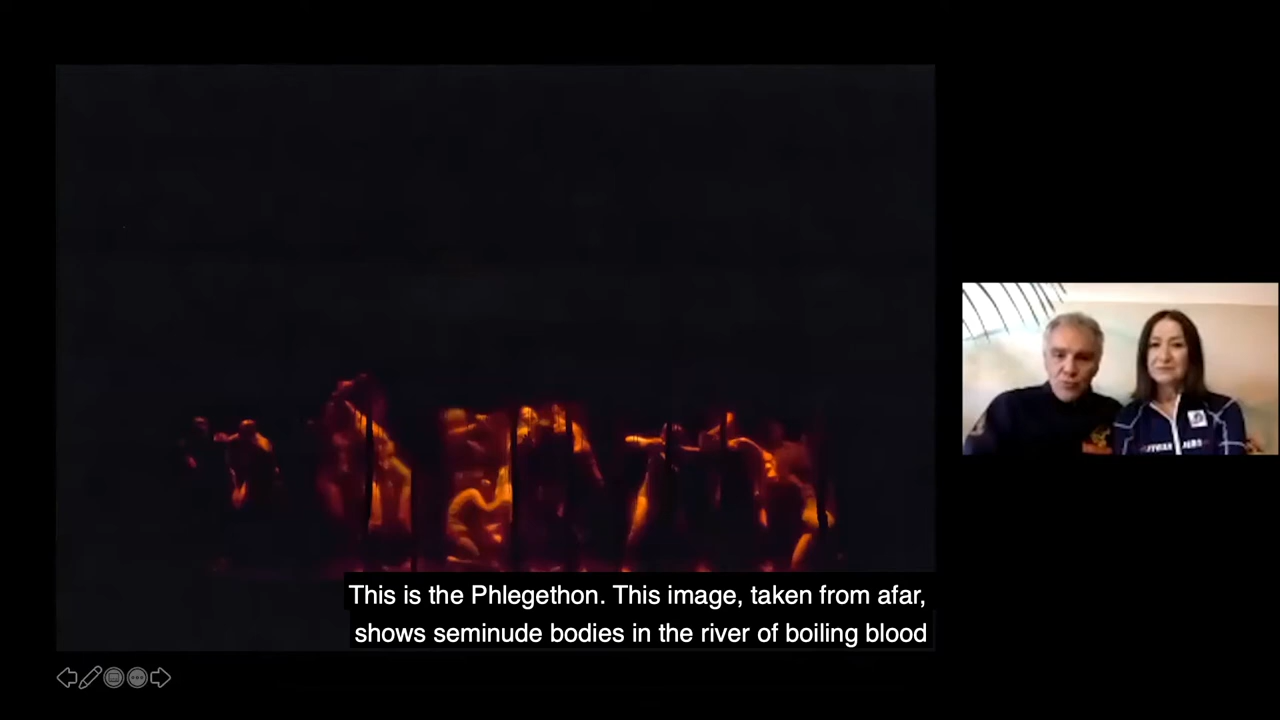 This is the Phlegethon. This image, taken from afar,
shows seminude bodies in the river of boiling blood